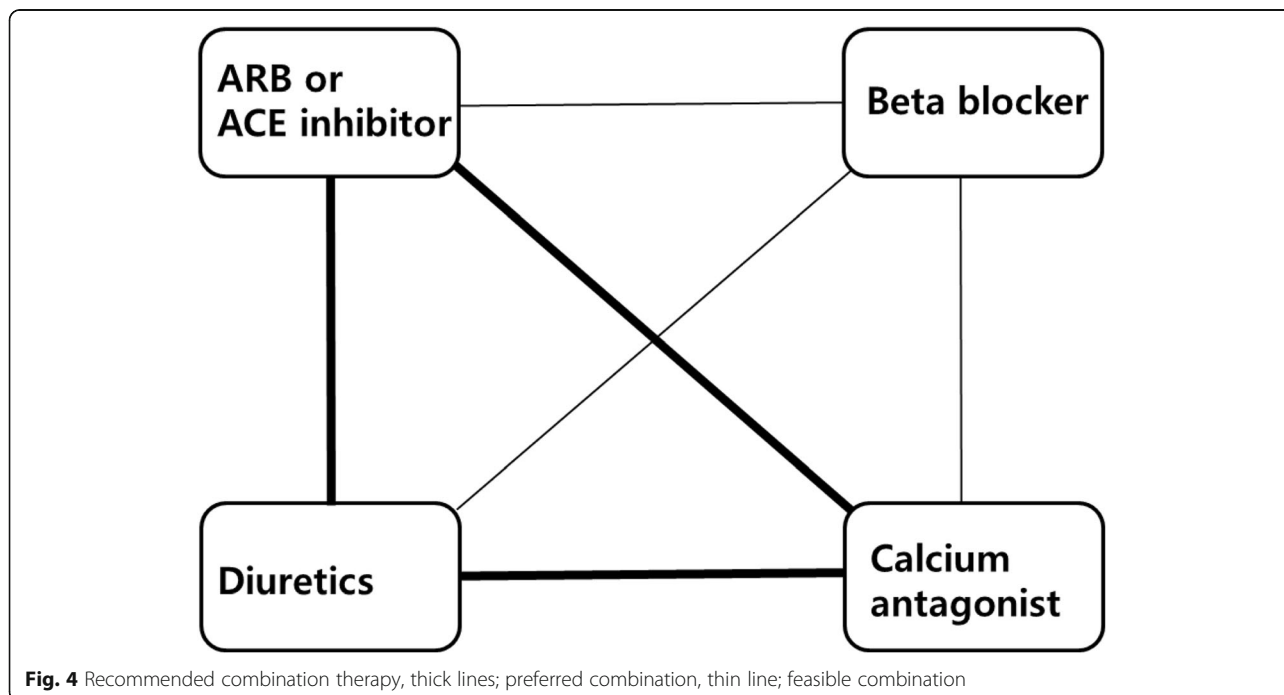 ARB or
ACE inhibitor
Beta blocker
Diuretics
Calcium
antagonist
Fig. 4 Recommended combination therapy, thick lines; preferred combination, thin line; feasible combination